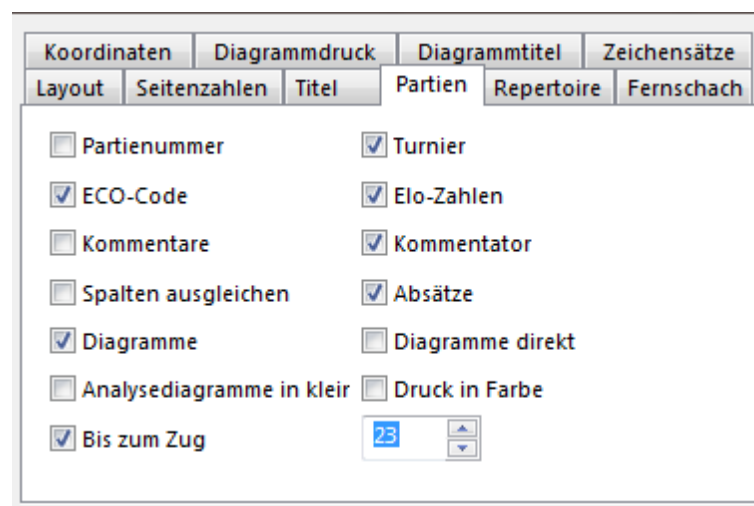 Koordinaten Diagrammdruck Diagrammtitel Zeichensätze
Layout Seitenzahlen Titel Partien Repertoire Fernschach
Partienummer Turnier
ECO-Code Elo-Zahlen
Kommentare Kommentator
Spalten ausgleichen Absätze
Diagramme Diagramme direkt
Analysediagramme in kleir Druck in Farbe
Bis zum Zug 23